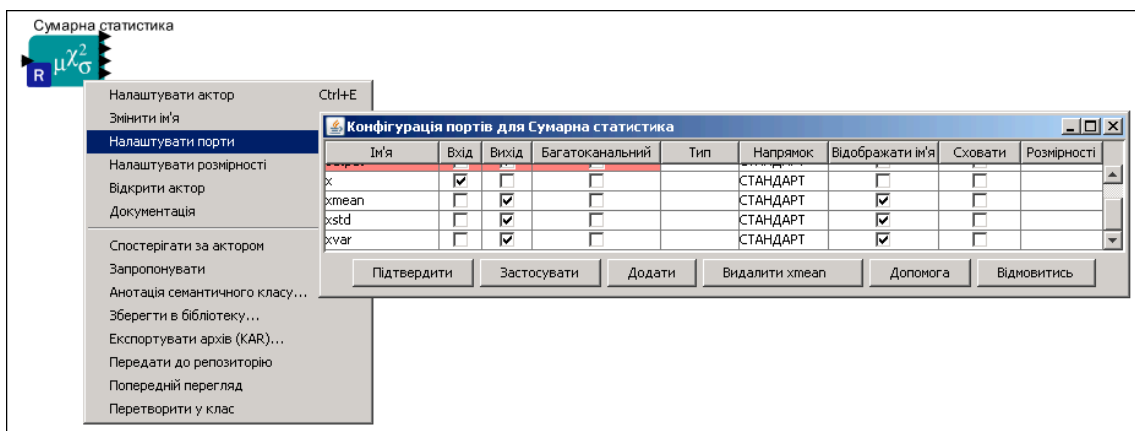 Сумарна статистика
μχ²σ
R
Налаштувати актор Ctrl+E
Змінити ім'я
Налаштувати порти
Налаштувати розмірності
Відкрити актор
Документація
Спостерігати за актором
Запропонувати
Анотація семантичного класу...
Зберегти в бібліотеку...
Експортувати архів (KAR)...
Передати до репозиторію
Попередній перегляд
Перетворити у клас
Конфігурація портів для Сумарна статистика
Ім'я Вхід Вихід Багатоканальний Тип Напрямок Відображати ім'я Сховати Розмірності
x СТАНДАРТ
xmean СТАНДАРТ
xstd СТАНДАРТ
xvar СТАНДАРТ
Підтвердити Застосувати Додати Видалити xmean Допомога Відмовитись